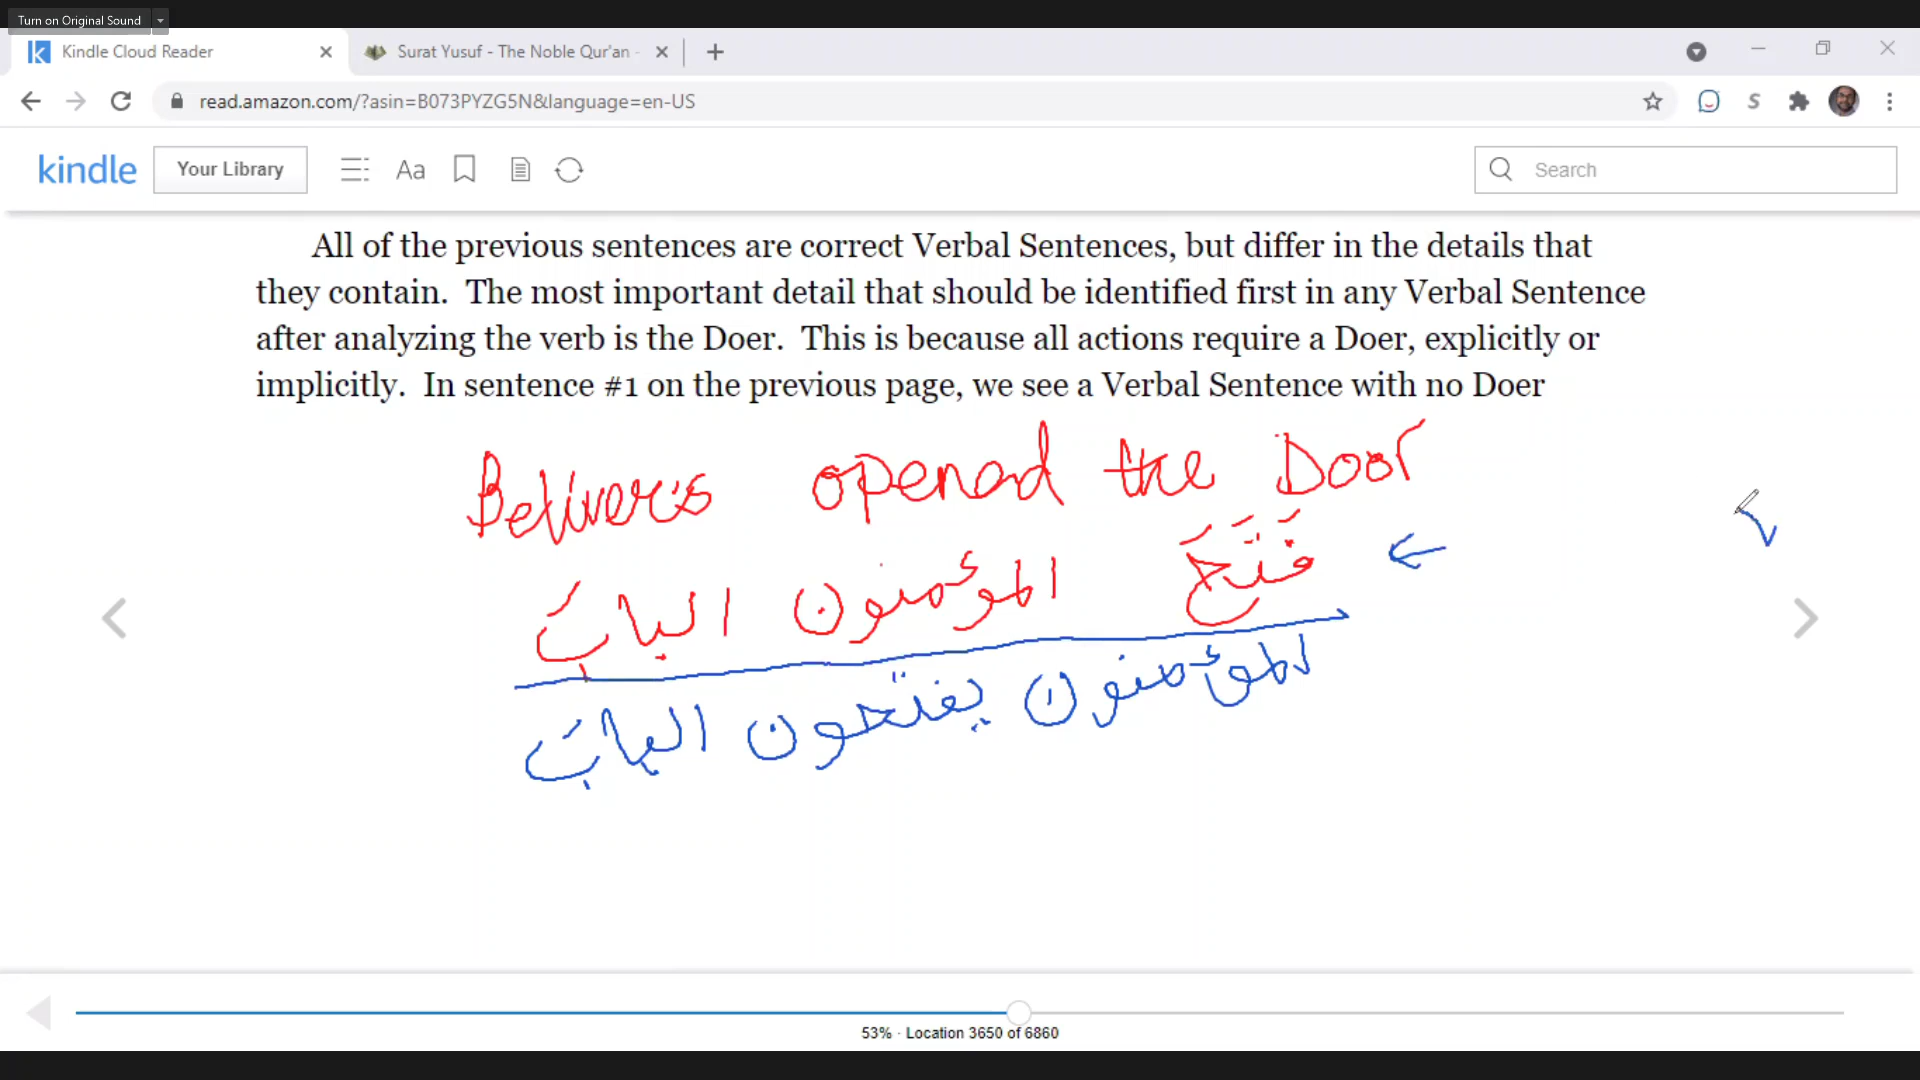 Turn on Original Sound
Kindle Cloud Reader
Surat Yusuf - The Noble Qur'an -
read.amazon.com/?asin=B073PYZG5N&language=en-US
kindle Your Library Aa Search
All of the previous sentences are correct Verbal Sentences, but differ in the details that
they contain. The most important detail that should be identified first in any Verbal Sentence
after analyzing the verb is the Doer. This is because all actions require a Doer, explicitly or
implicitly. In sentence #1 on the previous page, we see a Verbal Sentence with no Doer
Beliver's opened the Door
فَتَحَ المؤمنون البابَ
المؤمنون يفتحون البابَ
53% · Location 3650 of 6860